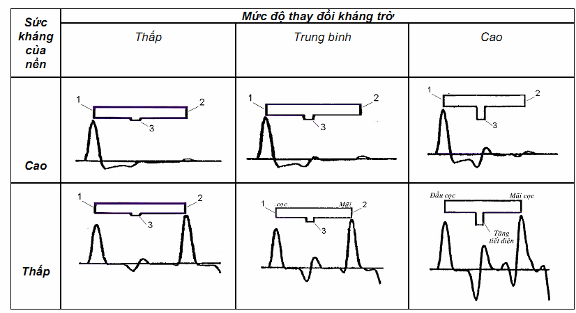 Sức kháng của nền
Mức độ thay đổi kháng trở
Thấp
Trung bính
Cao
Cao
1
2
3
1
2
3
1
2
3
Thấp
1
2
3
cọc
Mũi
1
2
3
Đầu cọc
Mũi cọc
Tăng
tiết điện